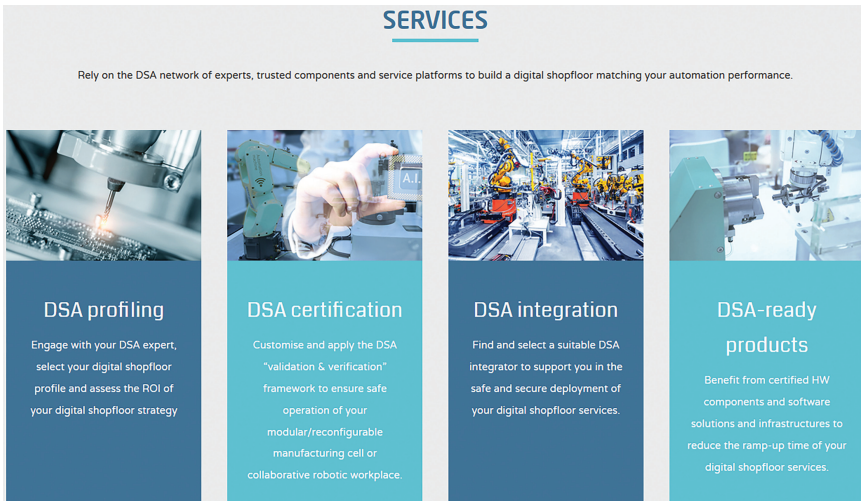 SERVICES
Rely on the DSA network of experts, trusted components and service platforms to build a digital shopfloor matching your automation performance.
A.I.
DSA profiling
Engage with your DSA expert,
select your digital shopfloor
profile and assess the ROI of
your digital shopfloor strategy
DSA certification
Customise and apply the DSA
"validation & verification"
framework to ensure safe
operation of your
modular/reconfigurable
manufacturing cell or
collaborative robotic workplace.
DSA integration
Find and select a suitable DSA
integrator to support you in the
safe and secure deployment of
your digital shopfloor services.
DSA-ready
products
Benefit from certified HW
components and software
solutions and infrastructures to
reduce the ramp-up time of your
digital shopfloor services.